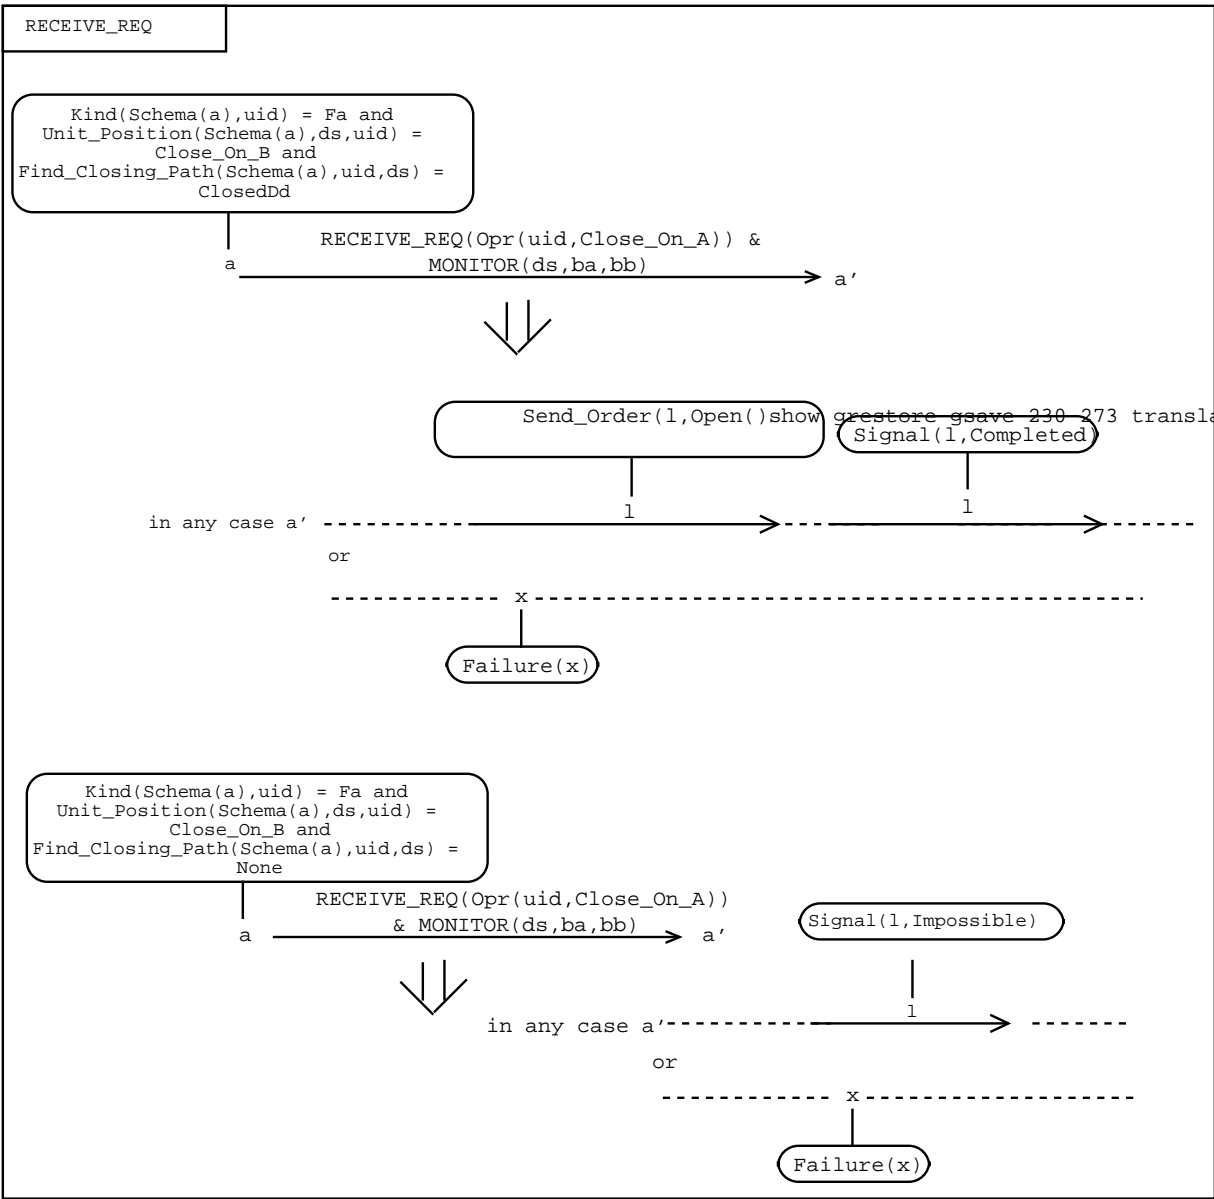 RECEIVE_REQ
Kind(Schema(a),uid) = Fa and
Unit_Position(Schema(a),ds,uid) =
Close_On_B and
Find_Closing_Path(Schema(a),uid,ds) =
ClosedDd
RECEIVE_REQ(Opr(uid,Close_On_A)) &
MONITOR(ds,ba,bb)
a
a'
Send_Order(l,Open()show grestore gsave 230 273 transla
Signal(l,Completed)
l
l
in any case a'
or
x
Failure(x)
Kind(Schema(a),uid) = Fa and
Unit_Position(Schema(a),ds,uid) =
Close_On_B and
Find_Closing_Path(Schema(a),uid,ds) =
None
RECEIVE_REQ(Opr(uid,Close_On_A))
& MONITOR(ds,ba,bb)
a
a'
Signal(l,Impossible)
l
in any case a'
or
x
Failure(x)